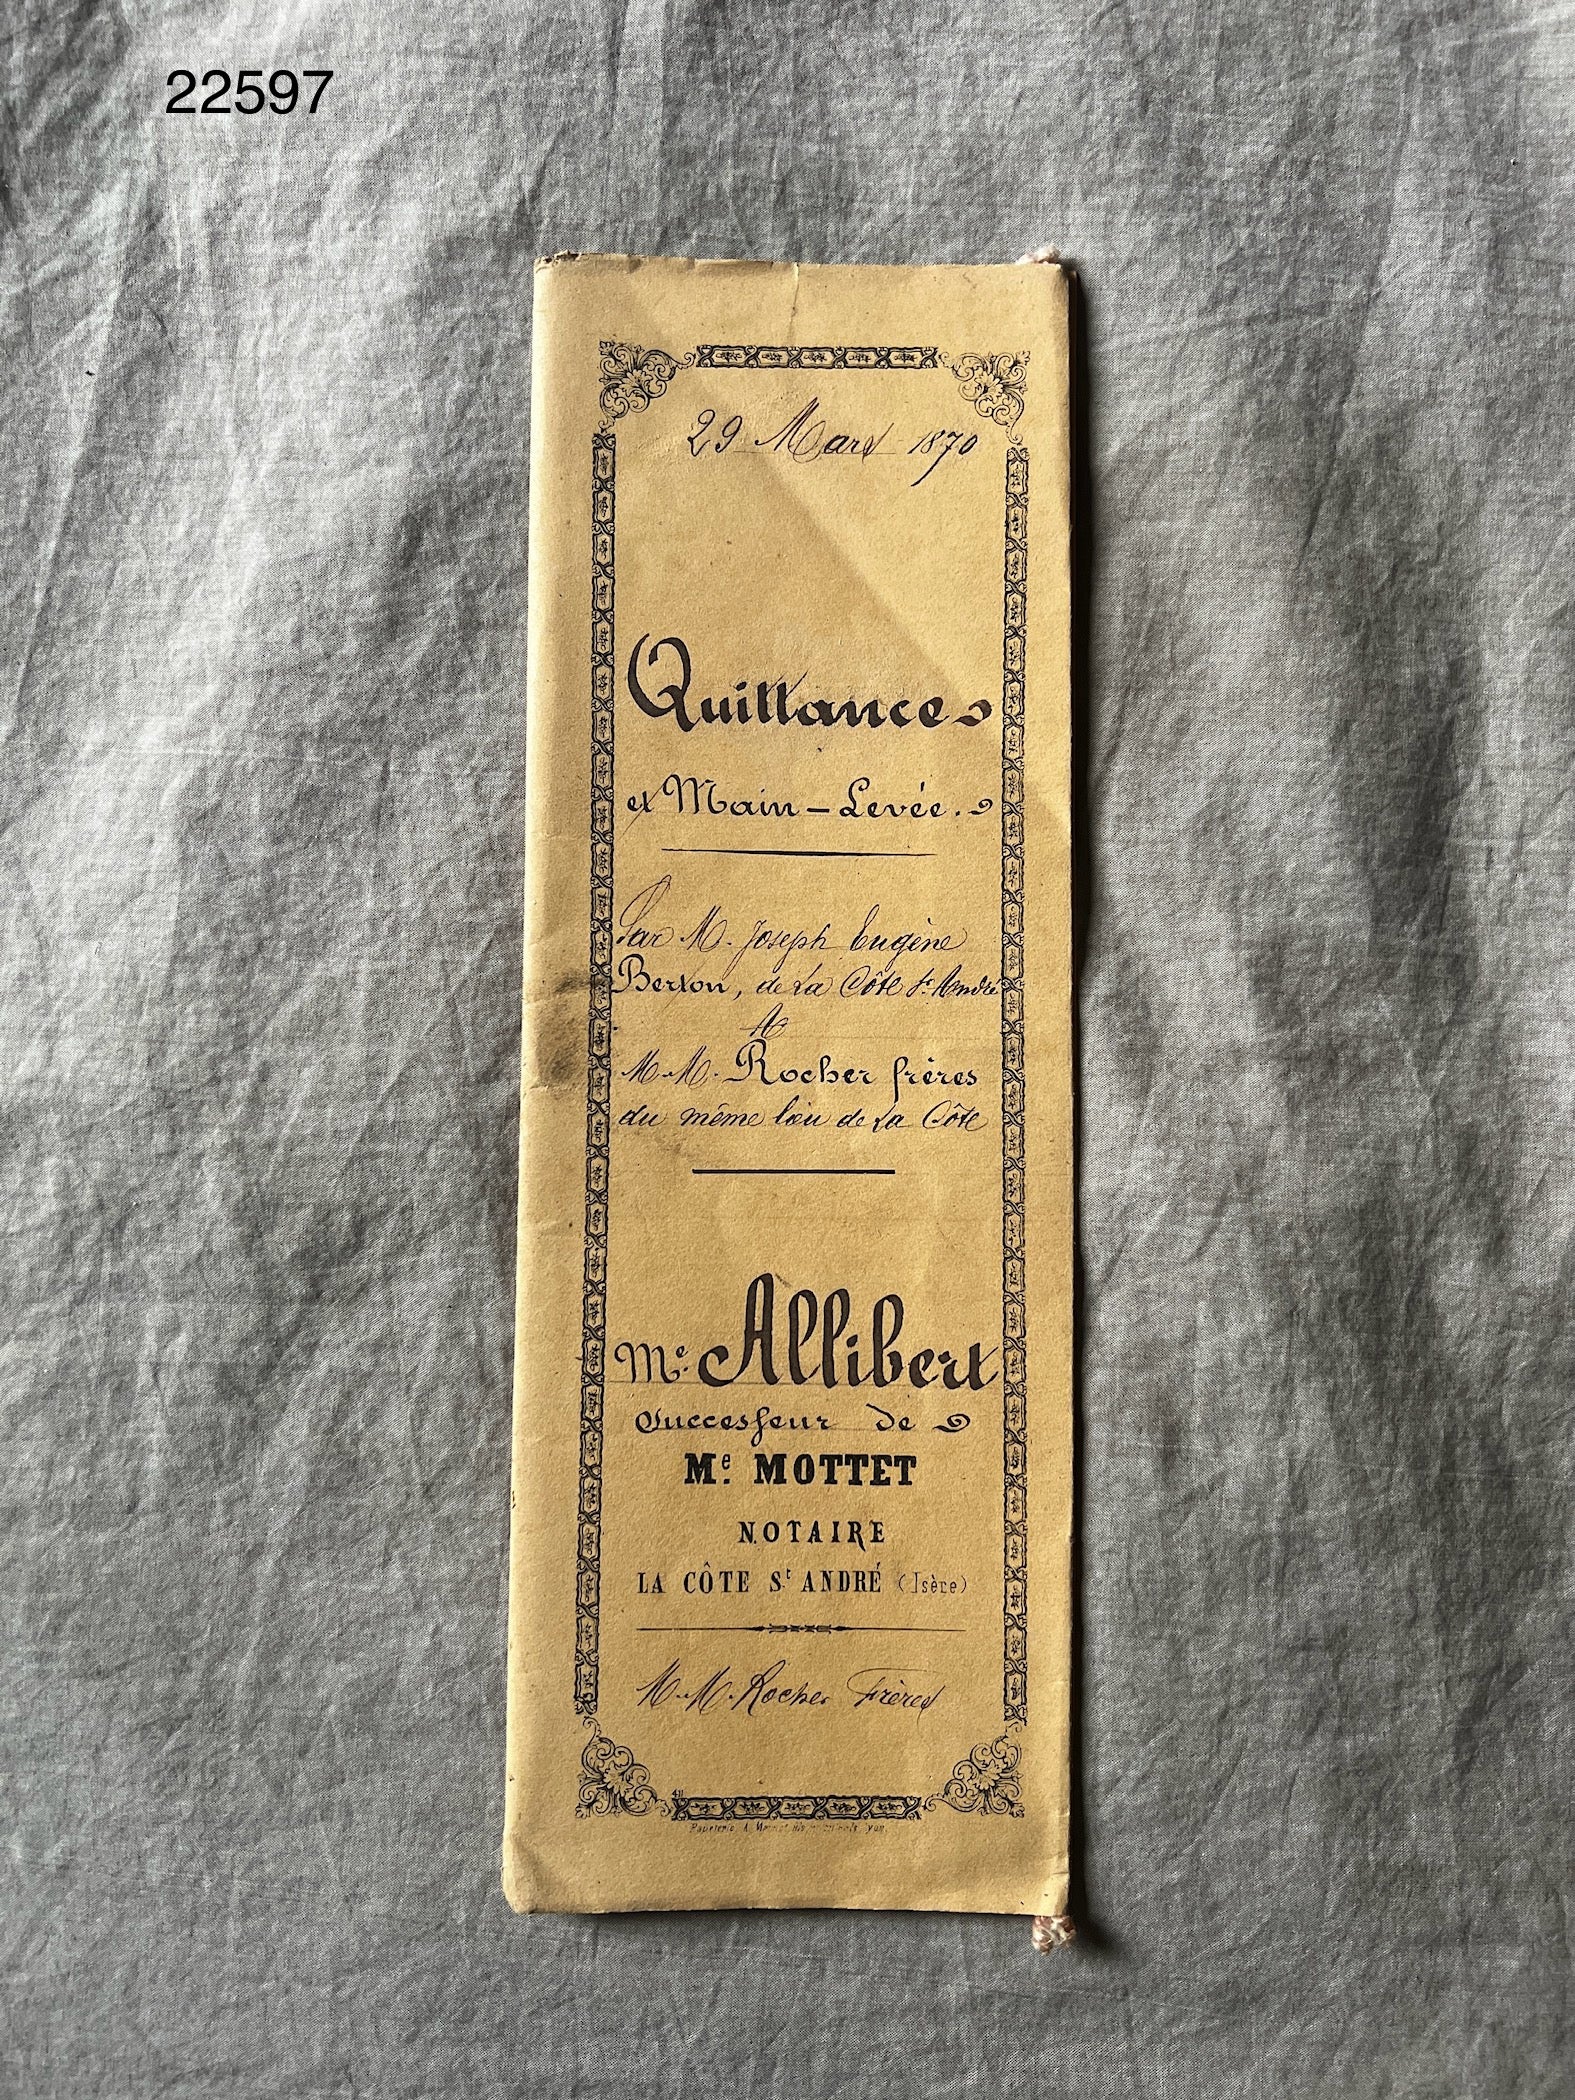 22597
29 Mars 1870
Quittances
et Main-Levée.
Par M. Joseph Eugène
Berton, de La Côte St. André
A
M.M. Rocher frères
du même lieu de La Côte
Me. Allibert
Successeur de
Me. MOTTET
NOTAIRE
LA CÔTE St. ANDRÉ (Isère)
M.M. Rocher Frères
Papeterie A.